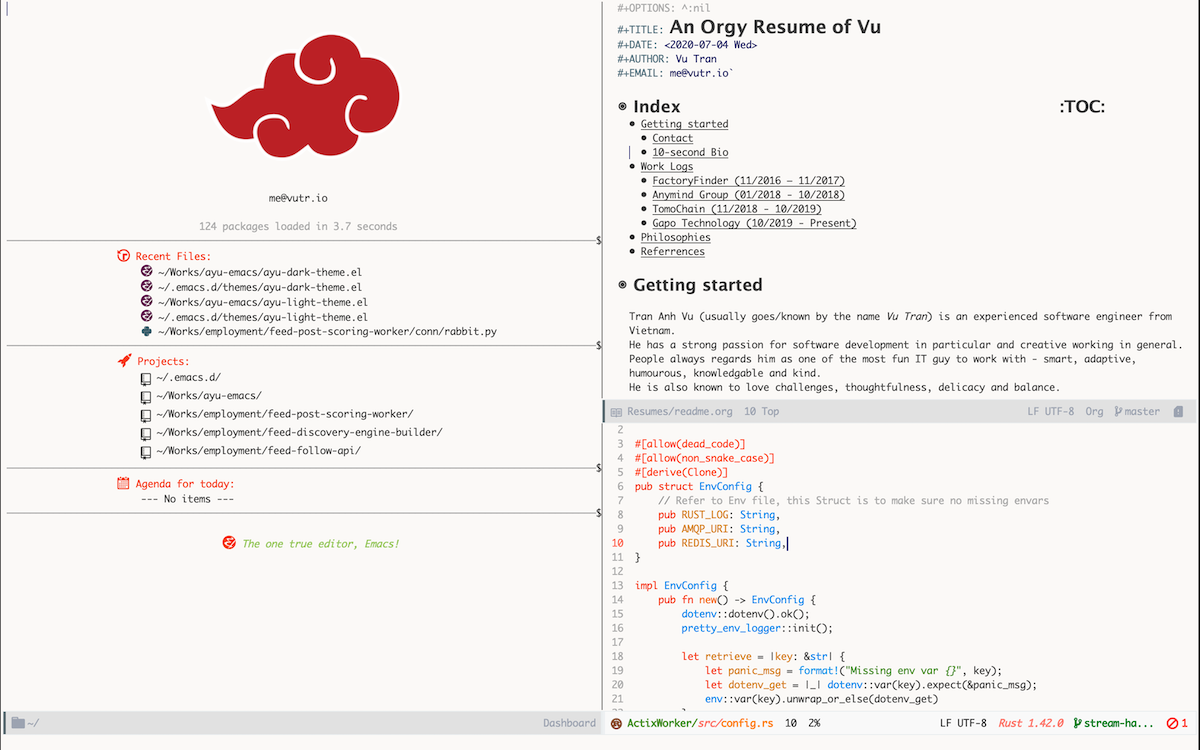 me@vutr.io
124 packages loaded in 3.7 seconds
$
Recent Files:
~/Works/ayu-emacs/ayu-dark-theme.el
~/.emacs.d/themes/ayu-dark-theme.el
~/Works/ayu-emacs/ayu-light-theme.el
~/.emacs.d/themes/ayu-light-theme.el
~/Works/employment/feed-post-scoring-worker/conn/rabbit.py
$
Projects:
~/.emacs.d/
~/Works/ayu-emacs/
~/Works/employment/feed-post-scoring-worker/
~/Works/employment/feed-discovery-engine-builder/
~/Works/employment/feed-follow-api/
$
Agenda for today:
--- No items ---
$
The one true editor, Emacs!
~/ Dashboard
#+OPTIONS: ^:nil
#+TITLE: An Orgy Resume of Vu
#+DATE: <2020-07-04 Wed>
#+AUTHOR: Vu Tran
#+EMAIL: me@vutr.io`
Index :TOC:
Getting started
Contact
10-second Bio
Work Logs
FactoryFinder (11/2016 – 11/2017)
Anymind Group (01/2018 - 10/2018)
TomoChain (11/2018 - 10/2019)
Gapo Technology (10/2019 - Present)
Philosophies
Referrences
Getting started
Tran Anh Vu (usually goes/known by the name Vu Tran) is an experienced software engineer from
Vietnam.
He has a strong passion for software development in particular and creative working in general.
People always regards him as one of the most fun IT guy to work with - smart, adaptive,
humourous, knowledgable and kind.
He is also known to love challenges, thoughtfulness, delicacy and balance.
Resumes/readme.org 10 Top LF UTF-8 Org master
2
3 #[allow(dead_code)]
4 #[allow(non_snake_case)]
5 #[derive(Clone)]
6 pub struct EnvConfig {
7 // Refer to Env file, this Struct is to make sure no missing envars
8 pub RUST_LOG: String,
9 pub AMQP_URI: String,
10 pub REDIS_URI: String,
11 }
12
13 impl EnvConfig {
14 pub fn new() -> EnvConfig {
15 dotenv::dotenv().ok();
16 pretty_env_logger::init();
17
18 let retrieve = |key: &str| {
19 let panic_msg = format!("Missing env var {}", key);
20 let dotenv_get = |_| dotenv::var(key).expect(&panic_msg);
21 env::var(key).unwrap_or_else(dotenv_get)
ActixWorker/src/config.rs 10 2% LF UTF-8 Rust 1.42.0 stream-ha... 1